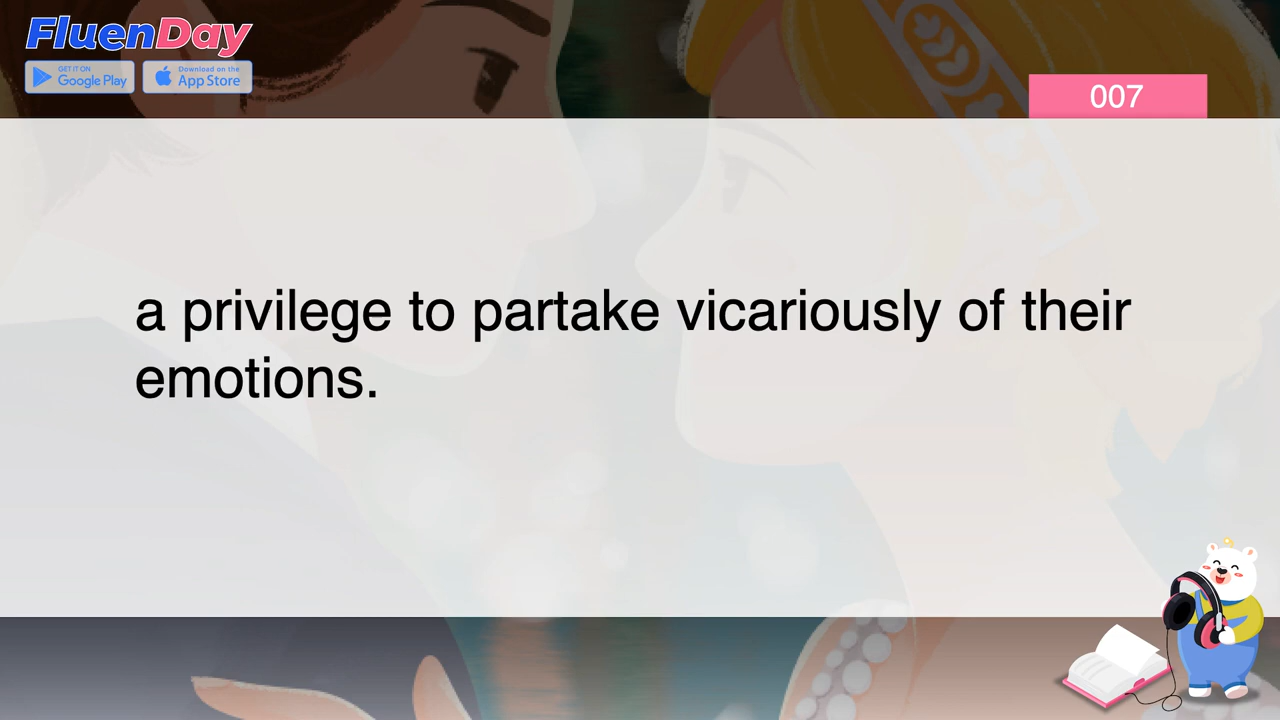 FluenDay
GET IT ON
Google Play
Download on the
App Store
007
a privilege to partake vicariously of their
emotions.